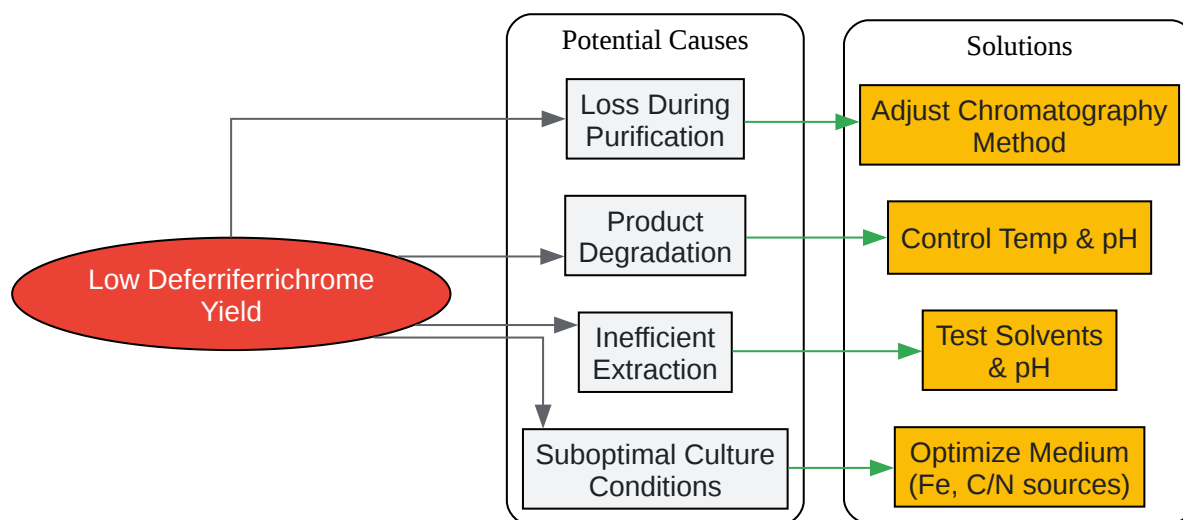 Potential Causes
Solutions
Loss During
Purification
Adjust Chromatography
Method
Product
Degradation
Control Temp & pH
Low Deferriferrichrome
Yield
Inefficient
Extraction
Test Solvents
& pH
Suboptimal Culture
Conditions
Optimize Medium
(Fe, C/N sources)